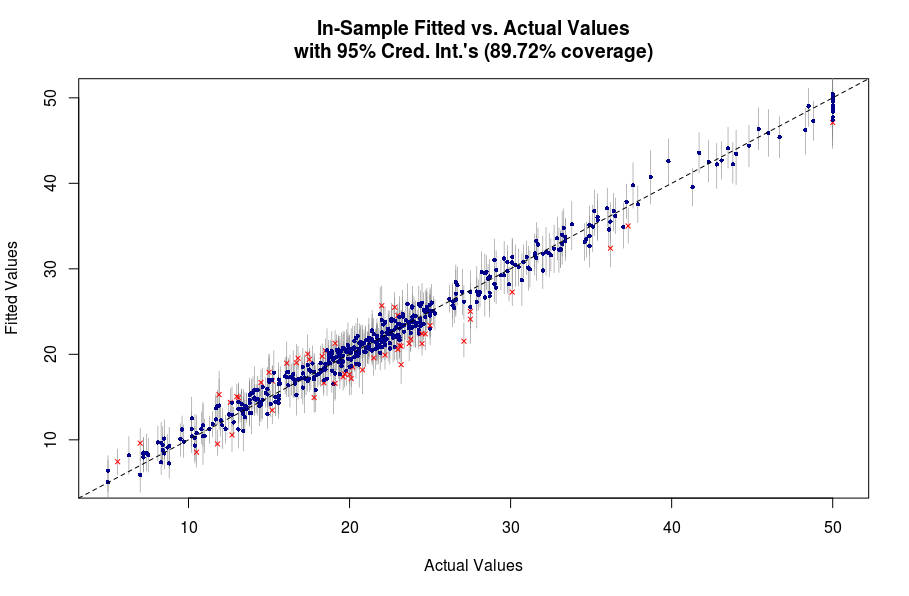 In-Sample Fitted vs. Actual Values
with 95% Cred. Int.'s (89.72% coverage)
50
40
30
20
10
Fitted Values
10 20 30 40 50
Actual Values